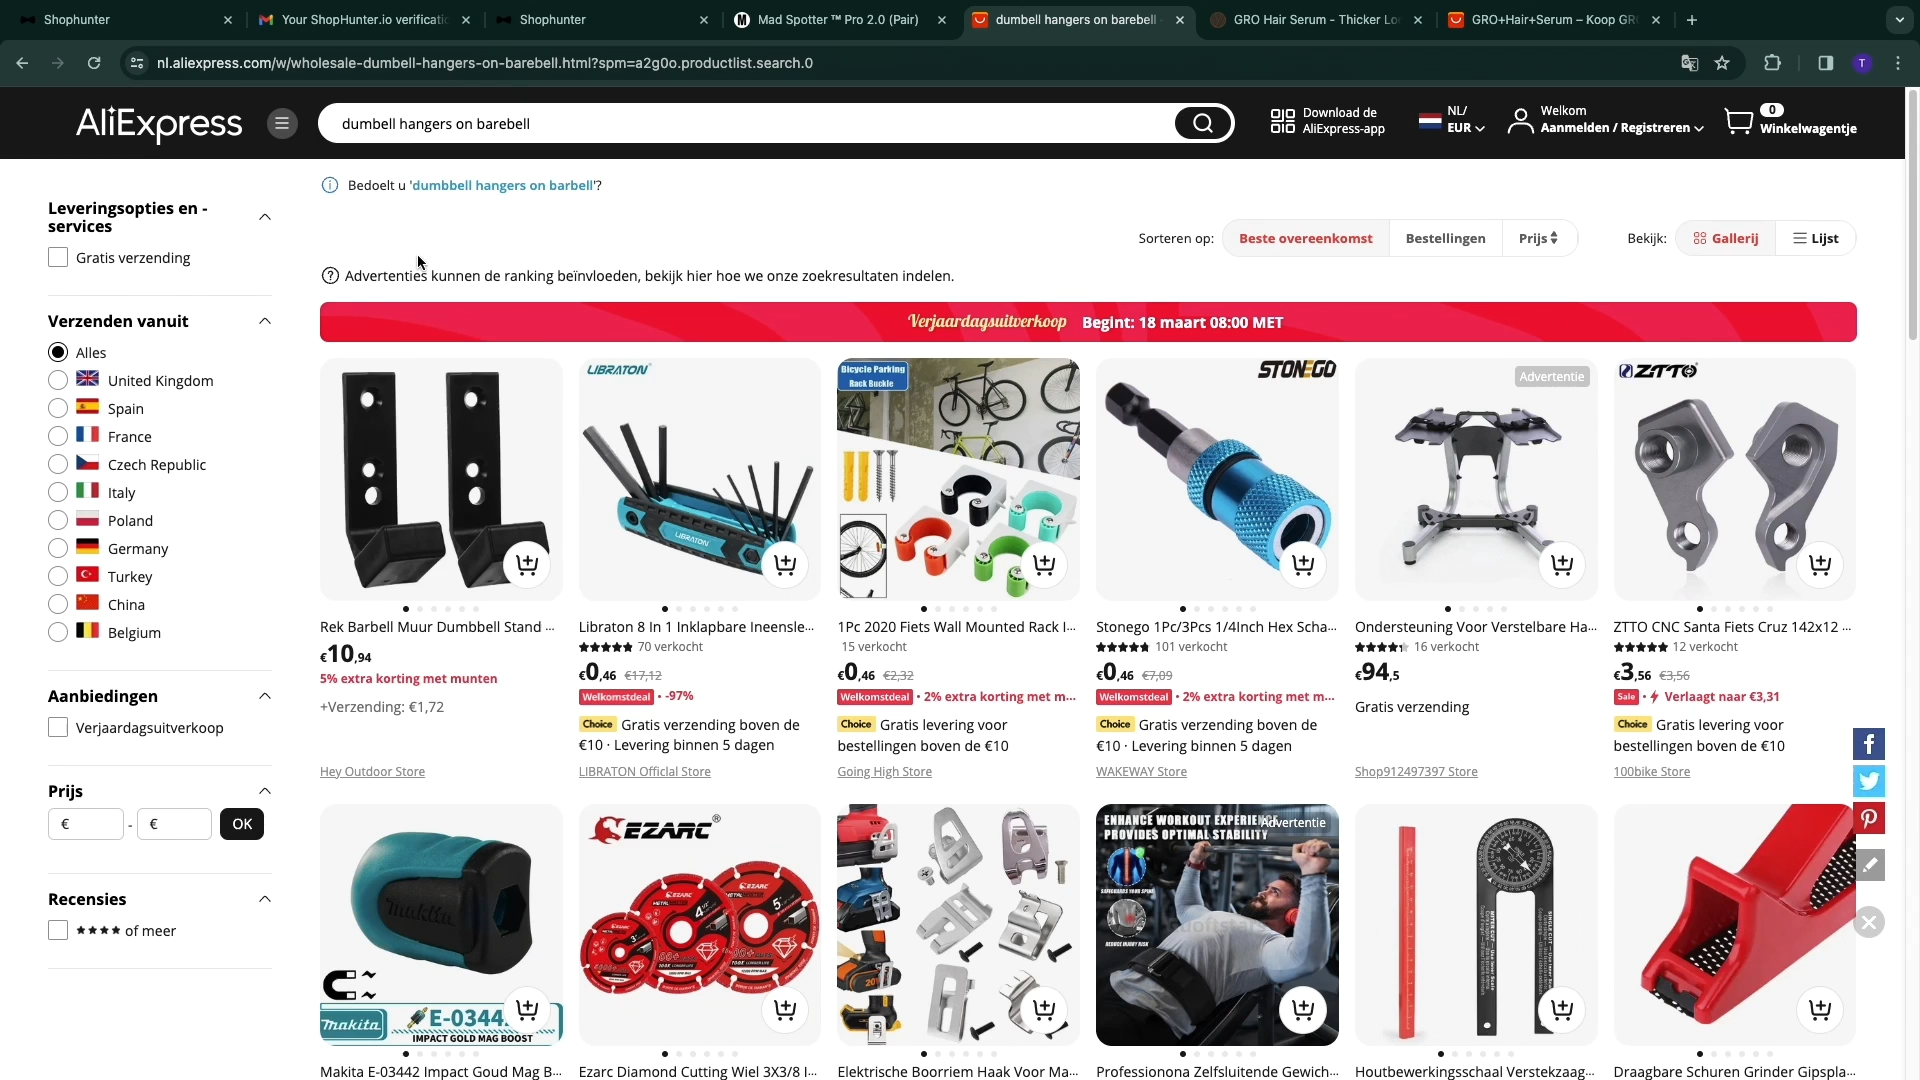 Shophunter
Your ShopHunter.io verificatic
Shophunter
Mad Spotter ™ Pro 2.0 (Pair)
dumbell hangers on barebell
GRO Hair Serum - Thicker Lo
GRO+Hair+Serum – Koop GR
nl.aliexpress.com/w/wholesale-dumbell-hangers-on-barebell.html?spm=a2g0o.productlist.search.0
T
AliExpress
dumbell hangers on barebell
Download de
AliExpress-app
NL/
EUR
Welkom
Aanmelden / Registreren
0
Winkelwagentje
Bedoelt u 'dumbbell hangers on barbell'?
Leveringsopties en -
services
Gratis verzending
Sorteren op:
Beste overeenkomst
Bestellingen
Prijs
Bekijk:
Gallerij
Lijst
Advertenties kunnen de ranking beïnvloeden, bekijk hier hoe we onze zoekresultaten indelen.
Verjaardagsuitverkoop Begint: 18 maart 08:00 MET
Verzenden vanuit
Alles
United Kingdom
Spain
France
Czech Republic
Italy
Poland
Germany
Turkey
China
Belgium
Aanbiedingen
Verjaardagsuitverkoop
Prijs
€ - € OK
Recensies
of meer
Rek Barbell Muur Dumbbell Stand ...
€10,94
5% extra korting met munten
+Verzending: €1,72
Hey Outdoor Store
LIBRATON
LIBRATON
Libraton 8 In 1 Inklapbare Ineensle...
70 verkocht
€0,46 €17,12
Welkomstdeal · -97%
Choice Gratis verzending boven de
€10 · Levering binnen 5 dagen
LIBRATON Officlal Store
Bicycle Parking
Rack Buckle
1Pc 2020 Fiets Wall Mounted Rack I...
15 verkocht
€0,46 €2,32
Welkomstdeal · 2% extra korting met m...
Choice Gratis levering voor
bestellingen boven de €10
Going High Store
STONEGO
Stonego 1Pc/3Pcs 1/4Inch Hex Scha...
101 verkocht
€0,46 €7,09
Welkomstdeal · 2% extra korting met m...
Choice Gratis verzending boven de
€10 · Levering binnen 5 dagen
WAKEWAY Store
Advertentie
Ondersteuning Voor Verstelbare Ha...
16 verkocht
€94,5
Gratis verzending
Shop912497397 Store
ZTTO
ZTTO CNC Santa Fiets Cruz 142x12 ...
12 verkocht
€3,56 €3,56
Sale · Verlaagt naar €3,31
Choice Gratis levering voor
bestellingen boven de €10
100bike Store
makita
makita E-0344
IMPACT GOLD MAG BOOST
Makita E-03442 Impact Goud Mag B...
EZARC®
Ezarc Diamond Cutting Wiel 3X3/8 I...
Elektrische Boorriem Haak Voor Ma...
ENHANCE WORKOUT EXPERIENCE
PROVIDES OPTIMAL STABILITY
Advertentie
SAFEGUARDS YOUR SPINE
REDUCE INJURY RISK
Professionona Zelfsluitende Gewich...
Houtbewerkingsschaal Verstekzaag...
Draagbare Schuren Grinder Gipspla...